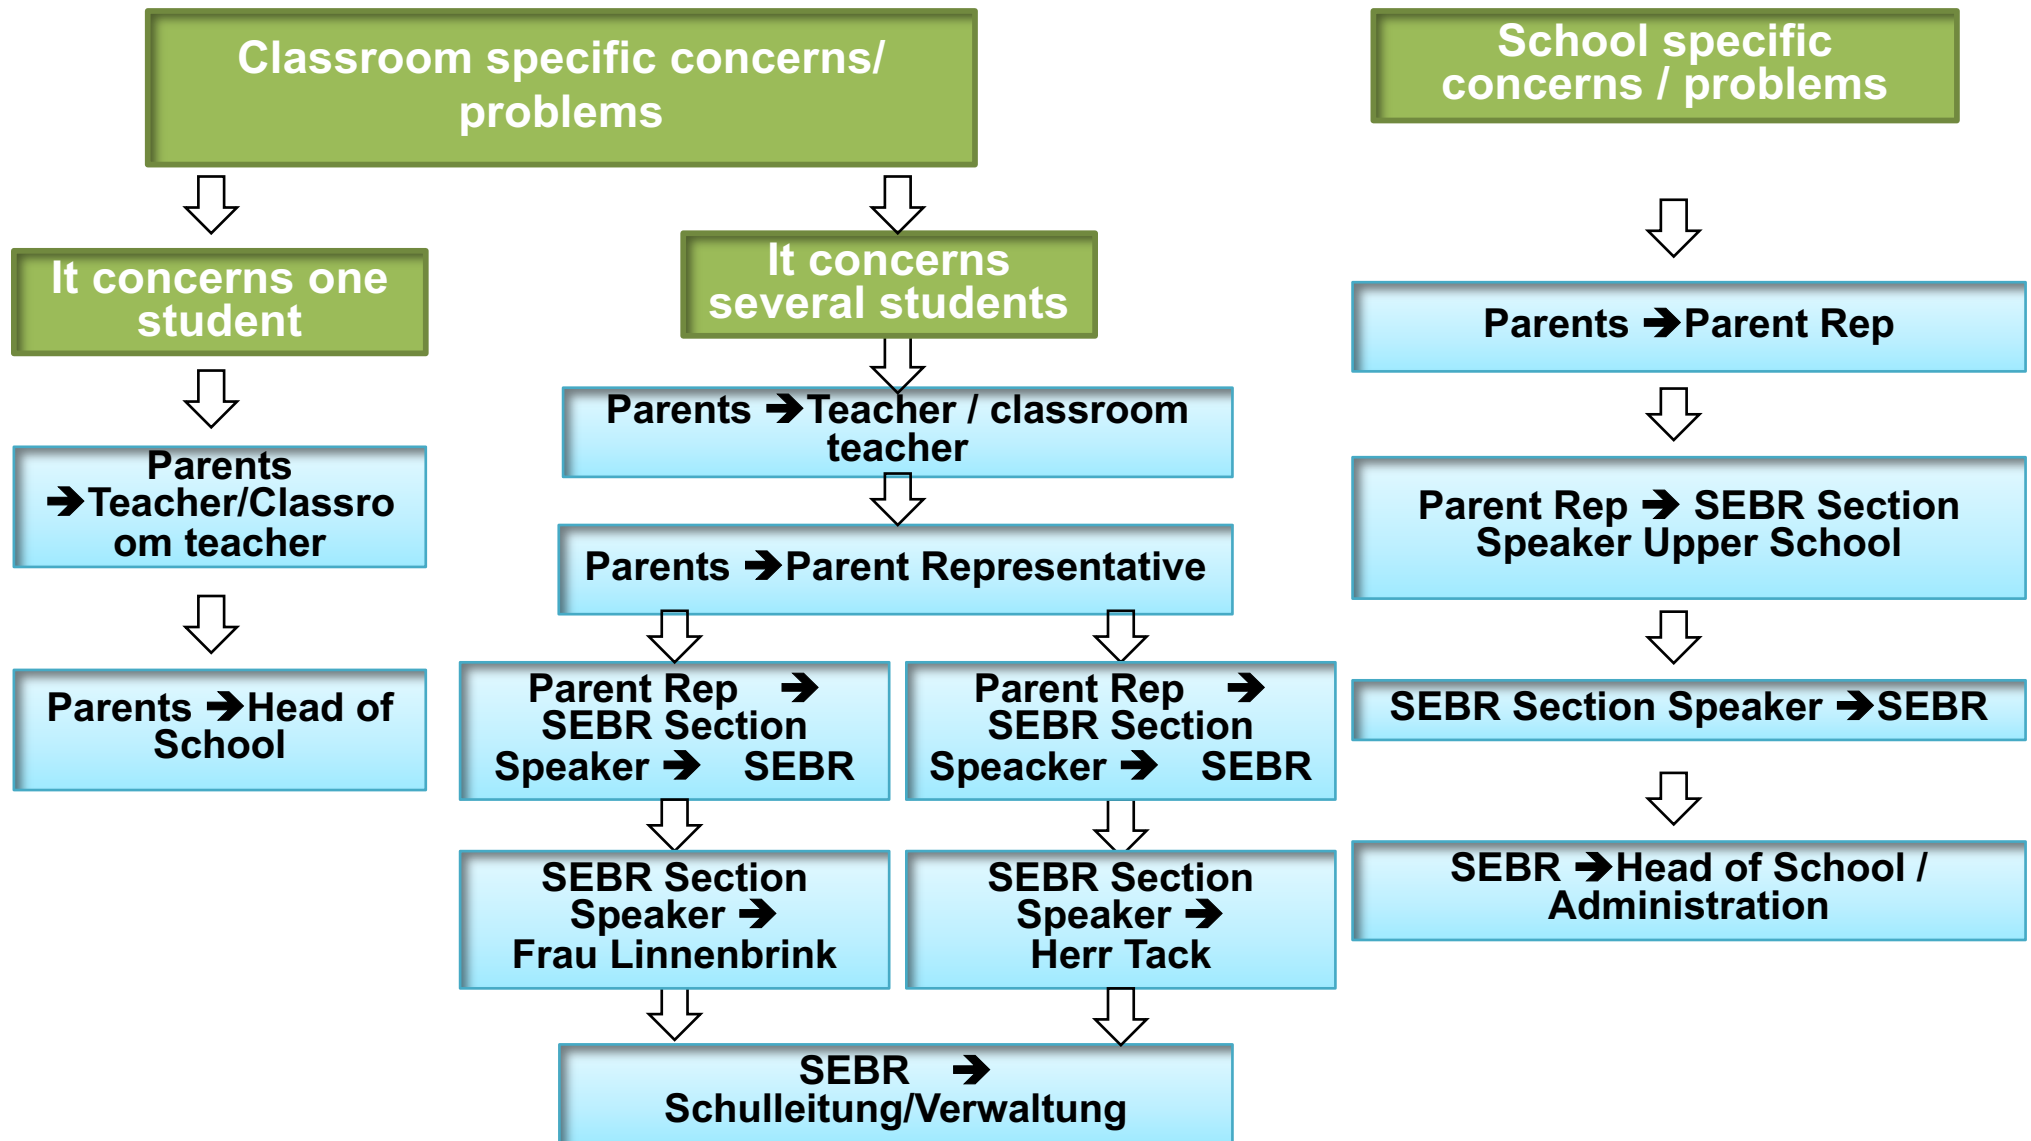 Classroom specific concerns/
problems
It concerns one
student
Parents
➔Teacher/Classro
om teacher
Parents ➔Head of
School
It concerns
several students
Parents ➔Teacher / classroom
teacher
Parents ➔Parent Representative
Parent Rep ➔
SEBR Section
Speaker ➔ SEBR
SEBR Section
Speaker ➔
Frau Linnenbrink
Parent Rep ➔
SEBR Section
Speacker ➔ SEBR
SEBR Section
Speaker ➔
Herr Tack
SEBR ➔
Schulleitung/Verwaltung
School specific
concerns / problems
Parents ➔Parent Rep
Parent Rep ➔ SEBR Section
Speaker Upper School
SEBR Section Speaker ➔SEBR
SEBR ➔Head of School /
Administration